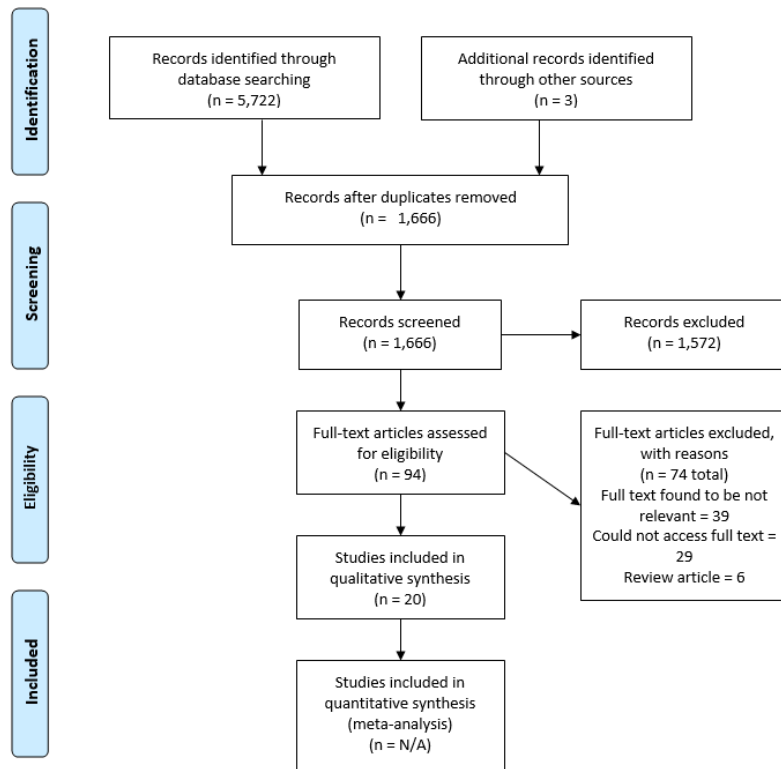 Identification
Records identified through
database searching
(n = 5,722)
Additional records identified
through other sources
(n = 3)
Records after duplicates removed
(n = 1,666)
Screening
Records screened
(n = 1,666)
Records excluded
(n = 1,572)
Eligibility
Full-text articles assessed
for eligibility
(n = 94)
Full-text articles excluded,
with reasons
(n = 74 total)
Full text found to be not
relevant = 39
Could not access full text =
29
Review article = 6
Studies included in
qualitative synthesis
(n = 20)
Included
Studies included in
quantitative synthesis
(meta-analysis)
(n = N/A)